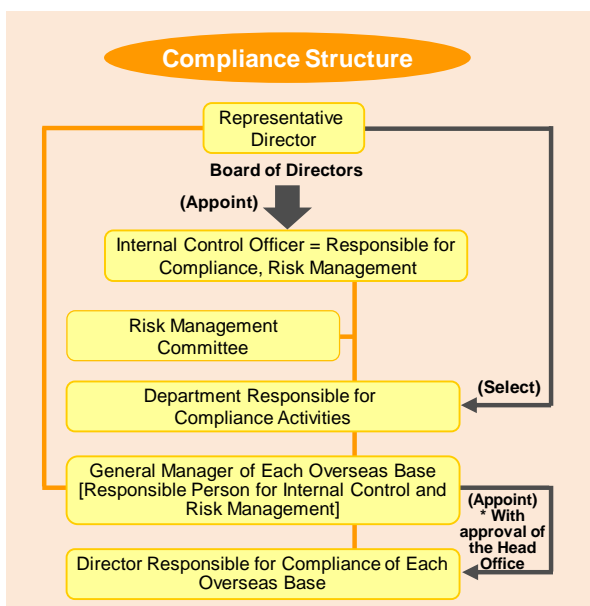 Compliance Structure
Representative
Director
Board of Directors
(Appoint)
Internal Control Officer = Responsible for
Compliance, Risk Management
Risk Management
Committee
Department Responsible for
Compliance Activities
(Select)
General Manager of Each Overseas Base
[Responsible Person for Internal Control and
Risk Management]
(Appoint)
* With
approval of
the Head
Office
Director Responsible for Compliance of Each
Overseas Base